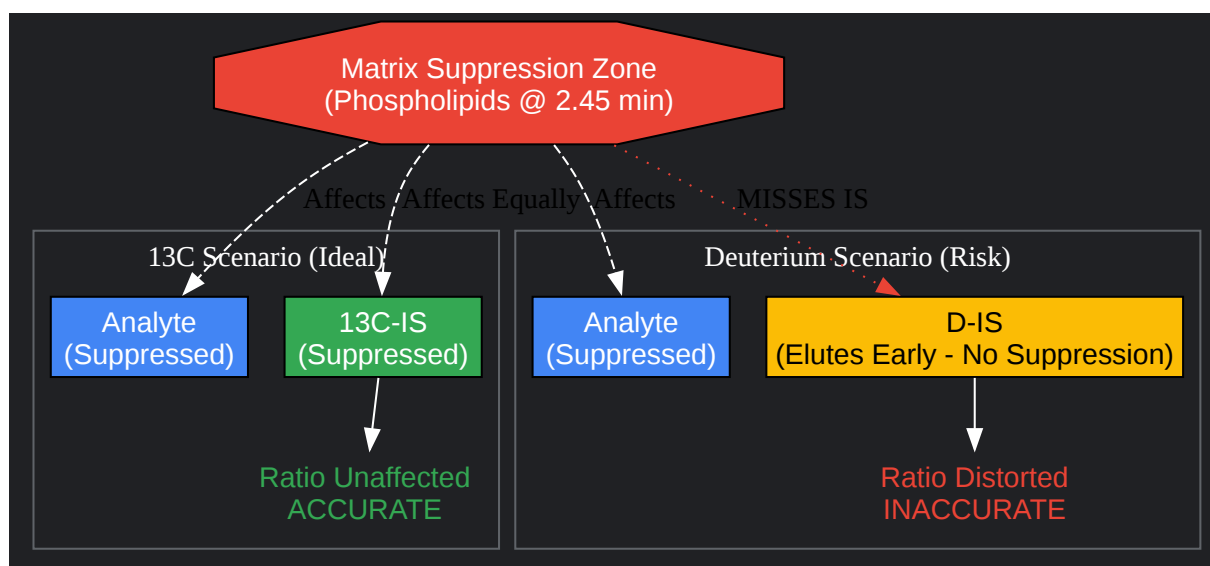 Matrix Suppression Zone
(Phospholipids @ 2.45 min)
Affects
Affects Equally
Affects
MISSES IS
13C Scenario (Ideal)
Deuterium Scenario (Risk)
Analyte
(Suppressed)
13C-IS
(Suppressed)
Analyte
(Suppressed)
D-IS
(Elutes Early - No Suppression)
Ratio Unaffected
ACCURATE
Ratio Distorted
INACCURATE